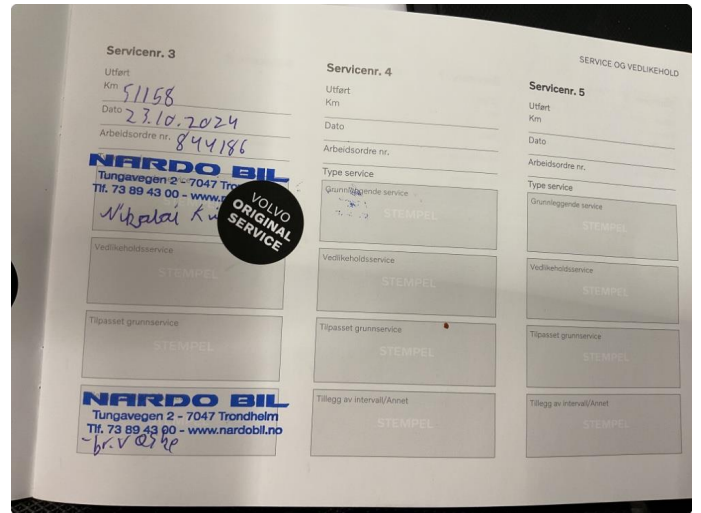 SERVICE OG VEDLIKEHOLD
Servicenr. 3
Utført
Km 51158
Dato 23.10.2024
Arbeidsordre nr. 844186
NARDO BIL
Tungavegen 2 - 7047
Tlf. 73 89 43 00 - www.
Nikolai
VOLVO
ORIGINAL
SERVICE
Vedlikeholdsservice
STEMPEL
Tilpasset grunnservice
STEMPEL
NARDO BIL
Tungavegen 2 - 7047 Trondheim
Tlf. 73 89 43 00 - www.nardobil.no
Servicenr. 4
Utført
Km
Dato
Arbeidsordre nr.
Type service
Grunnleggende service
STEMPEL
Vedlikeholdsservice
STEMPEL
Tilpasset grunnservice
STEMPEL
Tillegg av intervall/Annet
STEMPEL
Servicenr. 5
Utført
Km
Dato
Arbeidsordre nr.
Type service
Grunnleggende service
STEMPEL
Vedlikeholdsservice
STEMPEL
Tilpasset grunnservice
STEMPEL
Tillegg av intervall/Annet
STEMPEL